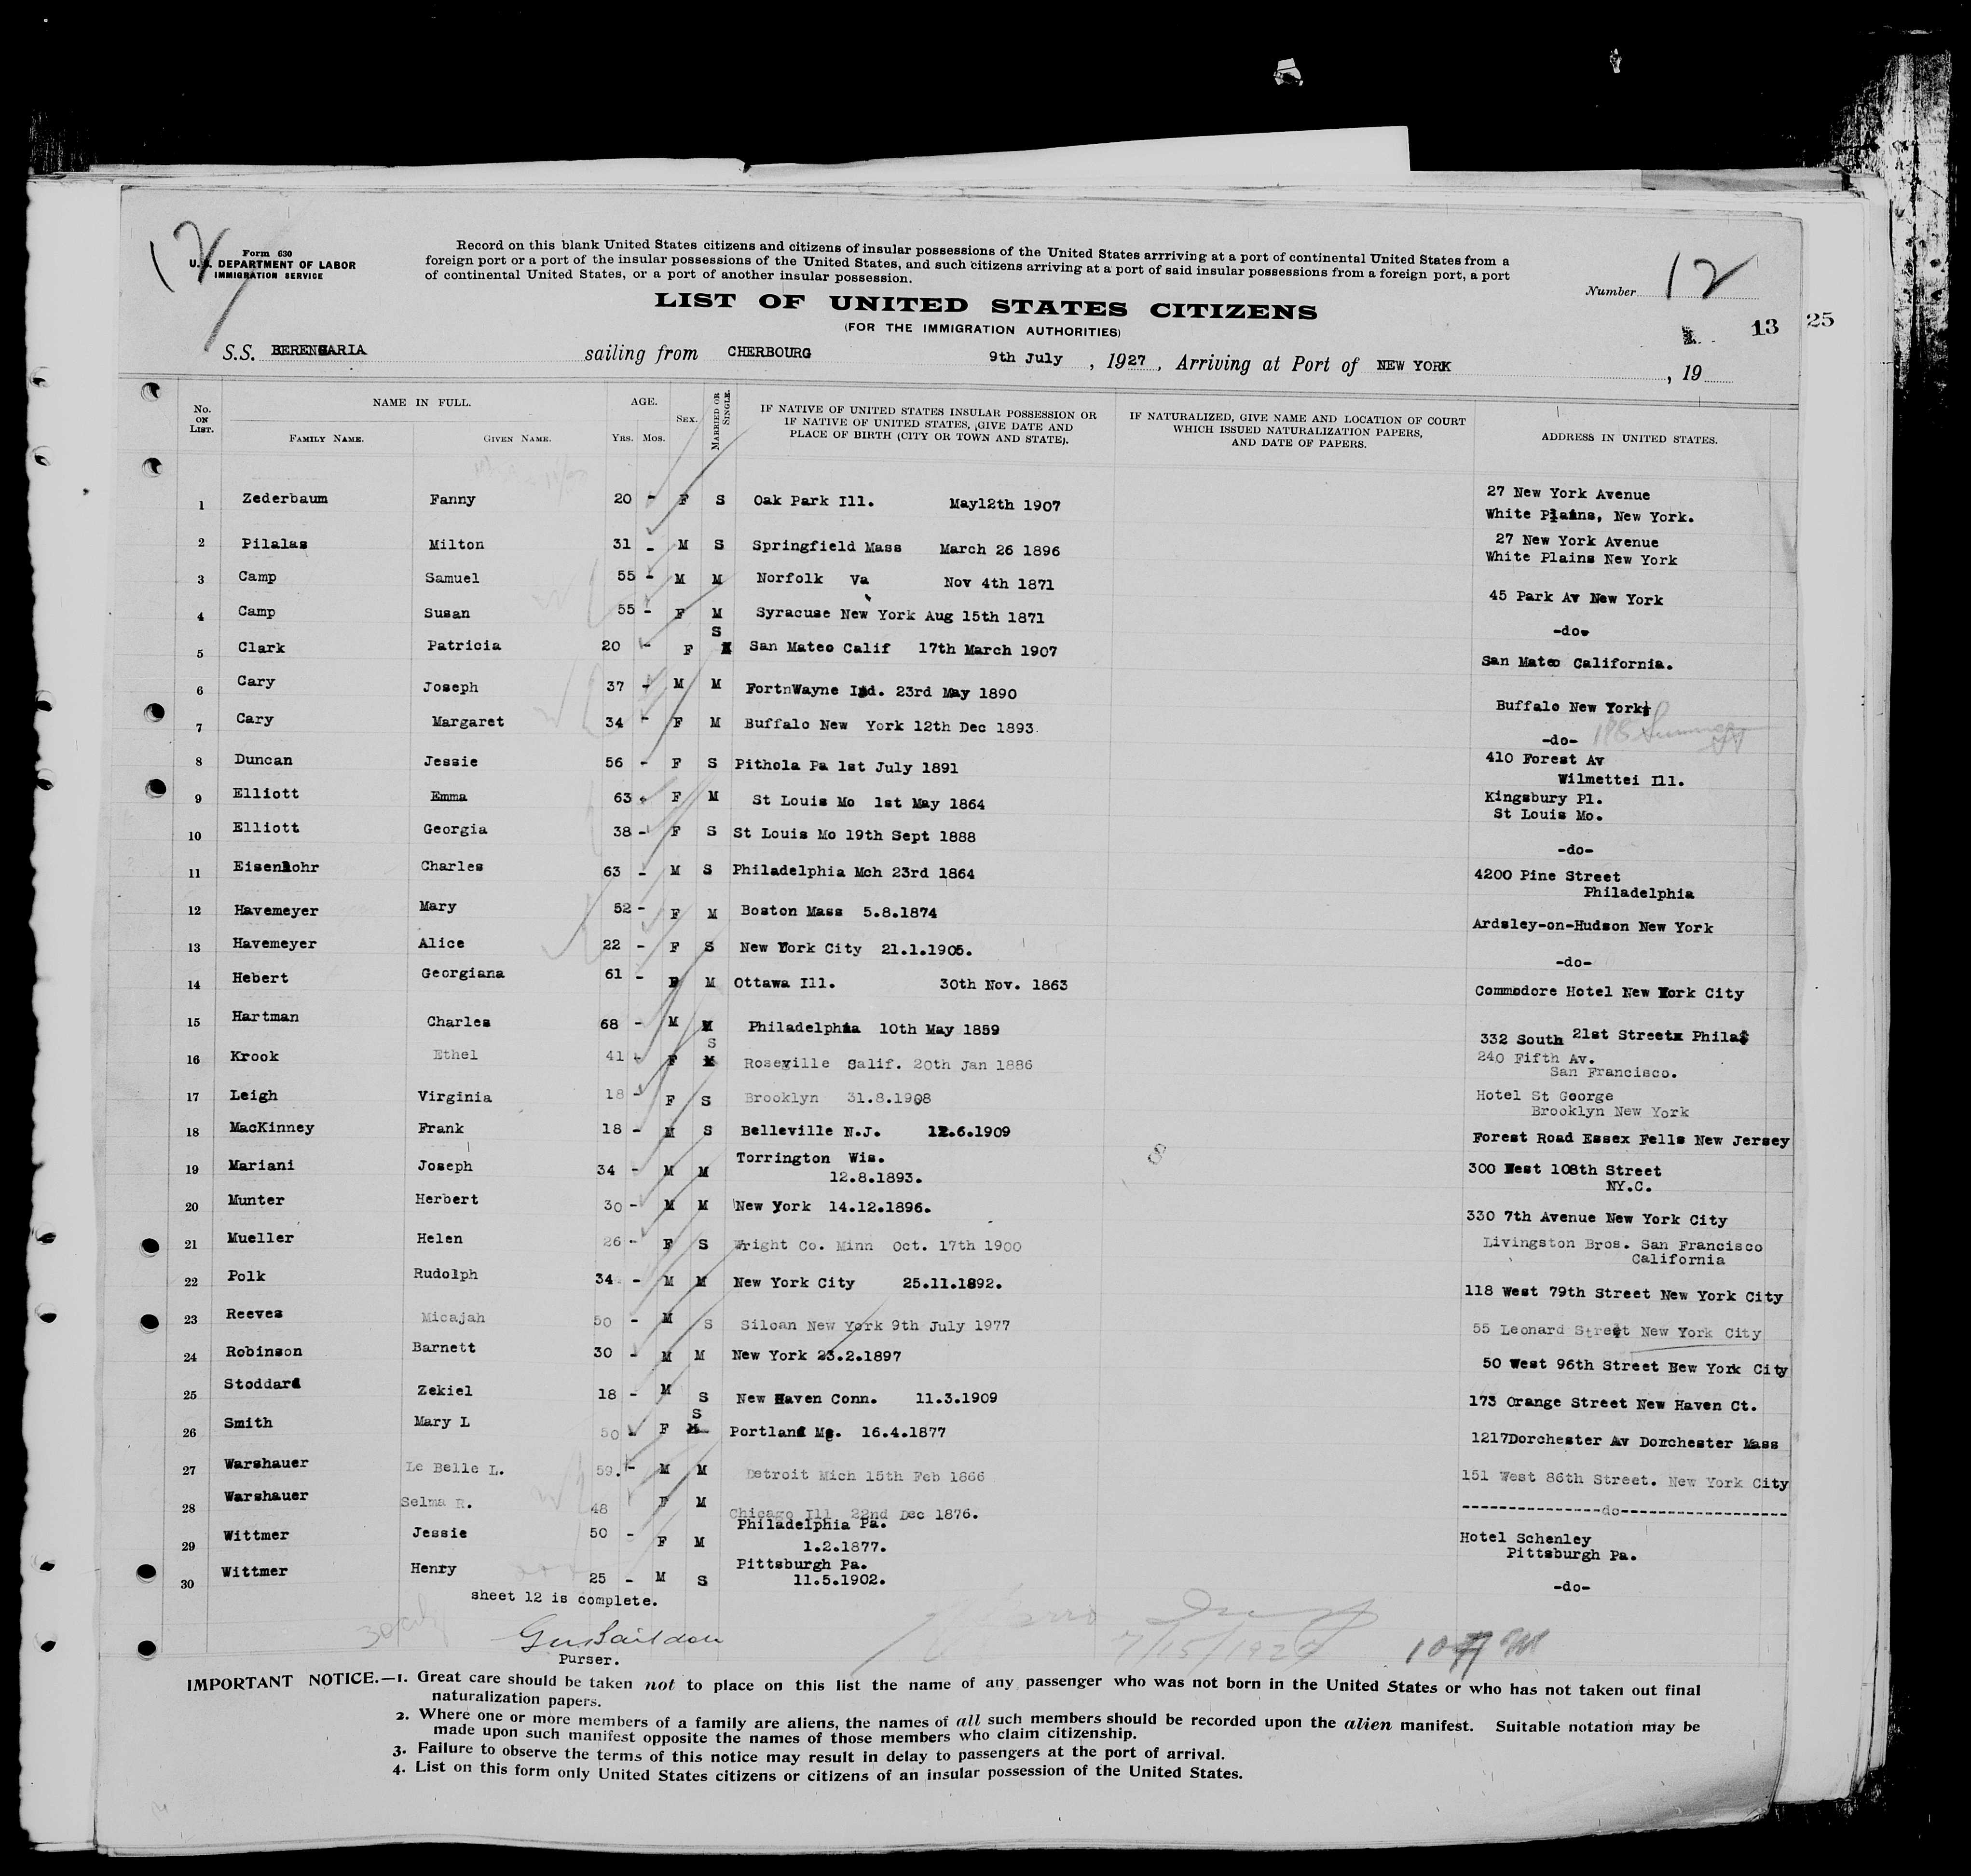 12
Form 630
U.S. DEPARTMENT OF LABOR
IMMIGRATION SERVICE
Record on this blank United States citizens and citizens of insular possessions of the United States arrriving at a port of continental United States from a
foreign port or a port of the insular possessions of the United States, and such citizens arriving at a port of said insular possessions from a foreign port, a port
of continental United States, or a port of another insular possession.
Number 12
LIST OF UNITED STATES CITIZENS
(FOR THE IMMIGRATION AUTHORITIES)
13 25
S.S. BERENGARIA sailing from CHERBOURG 9th July , 1927 , Arriving at Port of NEW YORK , 19
No. ON LIST. NAME IN FULL. FAMILY NAME. GIVEN NAME. AGE. YRS. MOS. SEX. MARRIED OR SINGLE. IF NATIVE OF UNITED STATES INSULAR POSSESSION OR IF NATIVE OF UNITED STATES, GIVE DATE AND PLACE OF BIRTH (CITY OR TOWN AND STATE). IF NATURALIZED, GIVE NAME AND LOCATION OF COURT WHICH ISSUED NATURALIZATION PAPERS, AND DATE OF PAPERS. ADDRESS IN UNITED STATES.
1 Zederbaum Fanny 20 - F S Oak Park Ill. May12th 1907 27 New York Avenue
White Plains, New York.
2 Pilalas Milton 31 - M S Springfield Mass March 26 1896 27 New York Avenue
White Plains New York
3 Camp Samuel 55 - M M Norfolk Va Nov 4th 1871 45 Park Av New York
4 Camp Susan 55 - F M Syracuse New York Aug 15th 1871 -do-
5 Clark Patricia 20 - F S San Mateo Calif 17th March 1907 San Mateo California.
6 Cary Joseph 37 - M M FortnWayne Ind. 23rd May 1890 Buffalo New York
7 Cary Margaret 34 - F M Buffalo New York 12th Dec 1893. -do-
8 Duncan Jessie 56 - F S Pithola Pa 1st July 1891 410 Forest Av
Wilmettei Ill.
9 Elliott Emma 63 - F M St Louis Mo 1st May 1864 Kingsbury Pl.
St Louis Mo.
10 Elliott Georgia 38 - F S St Louis Mo 19th Sept 1888 -do-
11 Eisenlohr Charles 63 - M S Philadelphia Mch 23rd 1864 4200 Pine Street
Philadelphia
12 Havemeyer Mary 52 - F M Boston Mass 5.8.1874 Ardsley-on-Hudson New York
13 Havemeyer Alice 22 - F S New York City 21.1.1905. -do-
14 Hebert Georgiana 61 - F M Ottawa Ill. 30th Nov. 1863 Commodore Hotel New York City
15 Hartman Charles 68 - M M Philadelphia 10th May 1859 332 South 21st Street Phila
16 Krook Ethel 41 - F S Roseville Calif. 20th Jan 1886 240 Fifth Av.
San Francisco.
17 Leigh Virginia 18 - F S Brooklyn 31.8.1908 Hotel St George
Brooklyn New York
18 MacKinney Frank 18 - M S Belleville N.J. 12.6.1909 Forest Road Essex Fells New Jersey
19 Mariani Joseph 34 - M M Torrington Wis.
12.8.1893. 300 West 108th Street
NY.C.
20 Munter Herbert 30 - M M New York 14.12.1896. 330 7th Avenue New York City
21 Mueller Helen 26 - F S Wright Co. Minn Oct. 17th 1900 Livingston Bros. San Francisco
California
22 Polk Rudolph 34 - M M New York City 25.11.1892. 118 West 79th Street New York City
23 Reeves Micajah 50 - M S Siloan New York 9th July 1977 55 Leonard Street New York City
24 Robinson Barnett 30 - M M New York 23.2.1897 50 West 96th Street Bew York City
25 Stoddard Zekiel 18 - M S New Haven Conn. 11.3.1909 173 Orange Street New Haven Ct.
26 Smith Mary L 50 - F S Portland Me. 16.4.1877 1217Dorchester Av Dorchester Mass
27 Warshauer Le Belle L. 59. - M M Detroit Mich 15th Feb 1866 151 West 86th Street. New York City
28 Warshauer Selma R. 48 F M Chicago Ill 22nd Dec 1876. -do-
29 Wittmer Jessie 50 - F M Philadelphia Pa.
1.2.1877. Hotel Schenley
Pittsburgh Pa.
30 Wittmer Henry 25 - M S Pittsburgh Pa.
11.5.1902. -do-
sheet 12 is complete.
7/15/1927
Purser.
IMPORTANT NOTICE.—1. Great care should be taken not to place on this list the name of any passenger who was not born in the United States or who has not taken out final
naturalization papers.
2. Where one or more members of a family are aliens, the names of all such members should be recorded upon the alien manifest. Suitable notation may be
made upon such manifest opposite the names of those members who claim citizenship.
3. Failure to observe the terms of this notice may result in delay to passengers at the port of arrival.
4. List on this form only United States citizens or citizens of an insular possession of the United States.